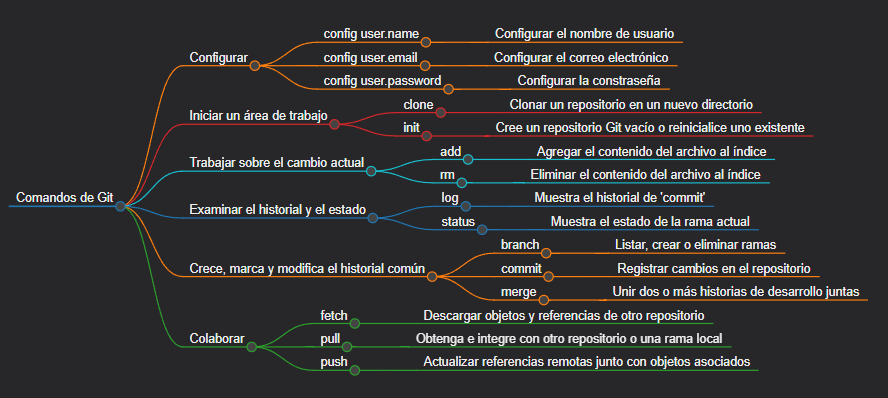 Comandos de Git
Configurar
config user.name Configurar el nombre de usuario
config user.email Configurar el correo electrónico
config user.password Configurar la constraseña
Iniciar un área de trabajo
clone Clonar un repositorio en un nuevo directorio
init Cree un repositorio Git vacío o reinicialice uno existente
Trabajar sobre el cambio actual
add Agregar el contenido del archivo al índice
rm Eliminar el contenido del archivo al índice
Examinar el historial y el estado
log Muestra el historial de 'commit'
status Muestra el estado de la rama actual
Crece, marca y modifica el historial común
branch Listar, crear o eliminar ramas
commit Registrar cambios en el repositorio
merge Unir dos o más historias de desarrollo juntas
Colaborar
fetch Descargar objetos y referencias de otro repositorio
pull Obtenga e integre con otro repositorio o una rama local
push Actualizar referencias remotas junto con objetos asociados